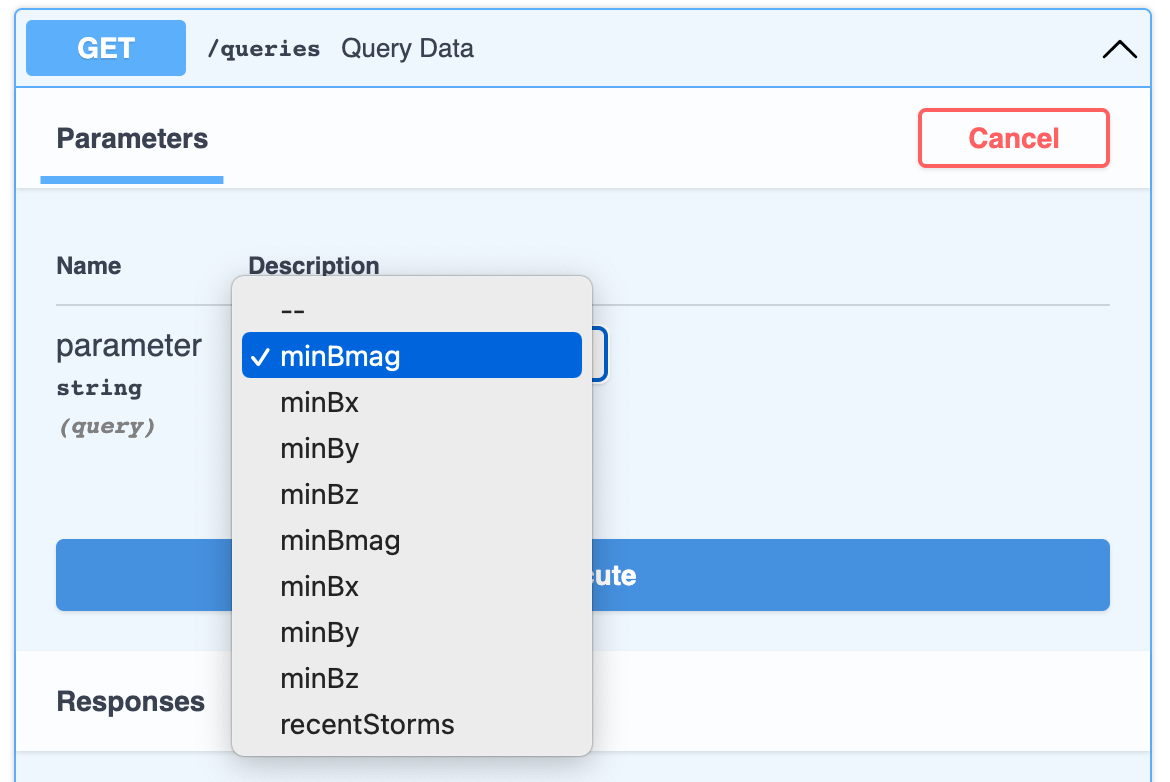 GET /queries Query Data
Parameters
Cancel
Name Description
parameter
string
(query)
--
✓ minBmag
minBx
minBy
minBz
minBmag
minBx
minBy
minBz
recentStorms
cute
Responses